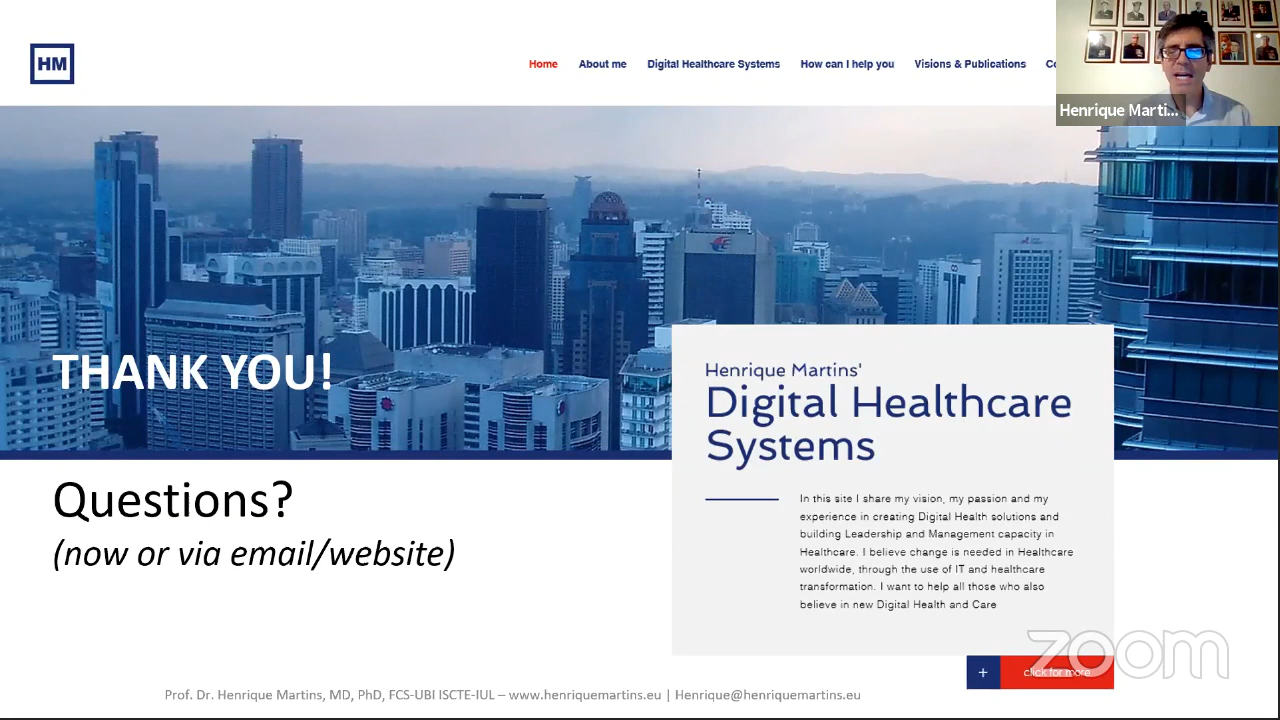 HM
Home
About me
Digital Healthcare Systems
How can I help you
Visions & Publications
Co
Henrique Marti...
THANK YOU!
Henrique Martins'
Digital Healthcare
Systems
Questions?
(now or via email/website)
In this site I share my vision, my passion and my
experience in creating Digital Health solutions and
building Leadership and Management capacity in
Healthcare. I believe change is needed in Healthcare
worldwide, through the use of IT and healthcare
transformation. I want to help all those who also
believe in new Digital Health and Care
zoom
+
click for more
Prof. Dr. Henrique Martins, MD, PhD, FCS-UBI ISCTE-IUL – www.henriquemartins.eu | Henrique@henriquemartins.eu